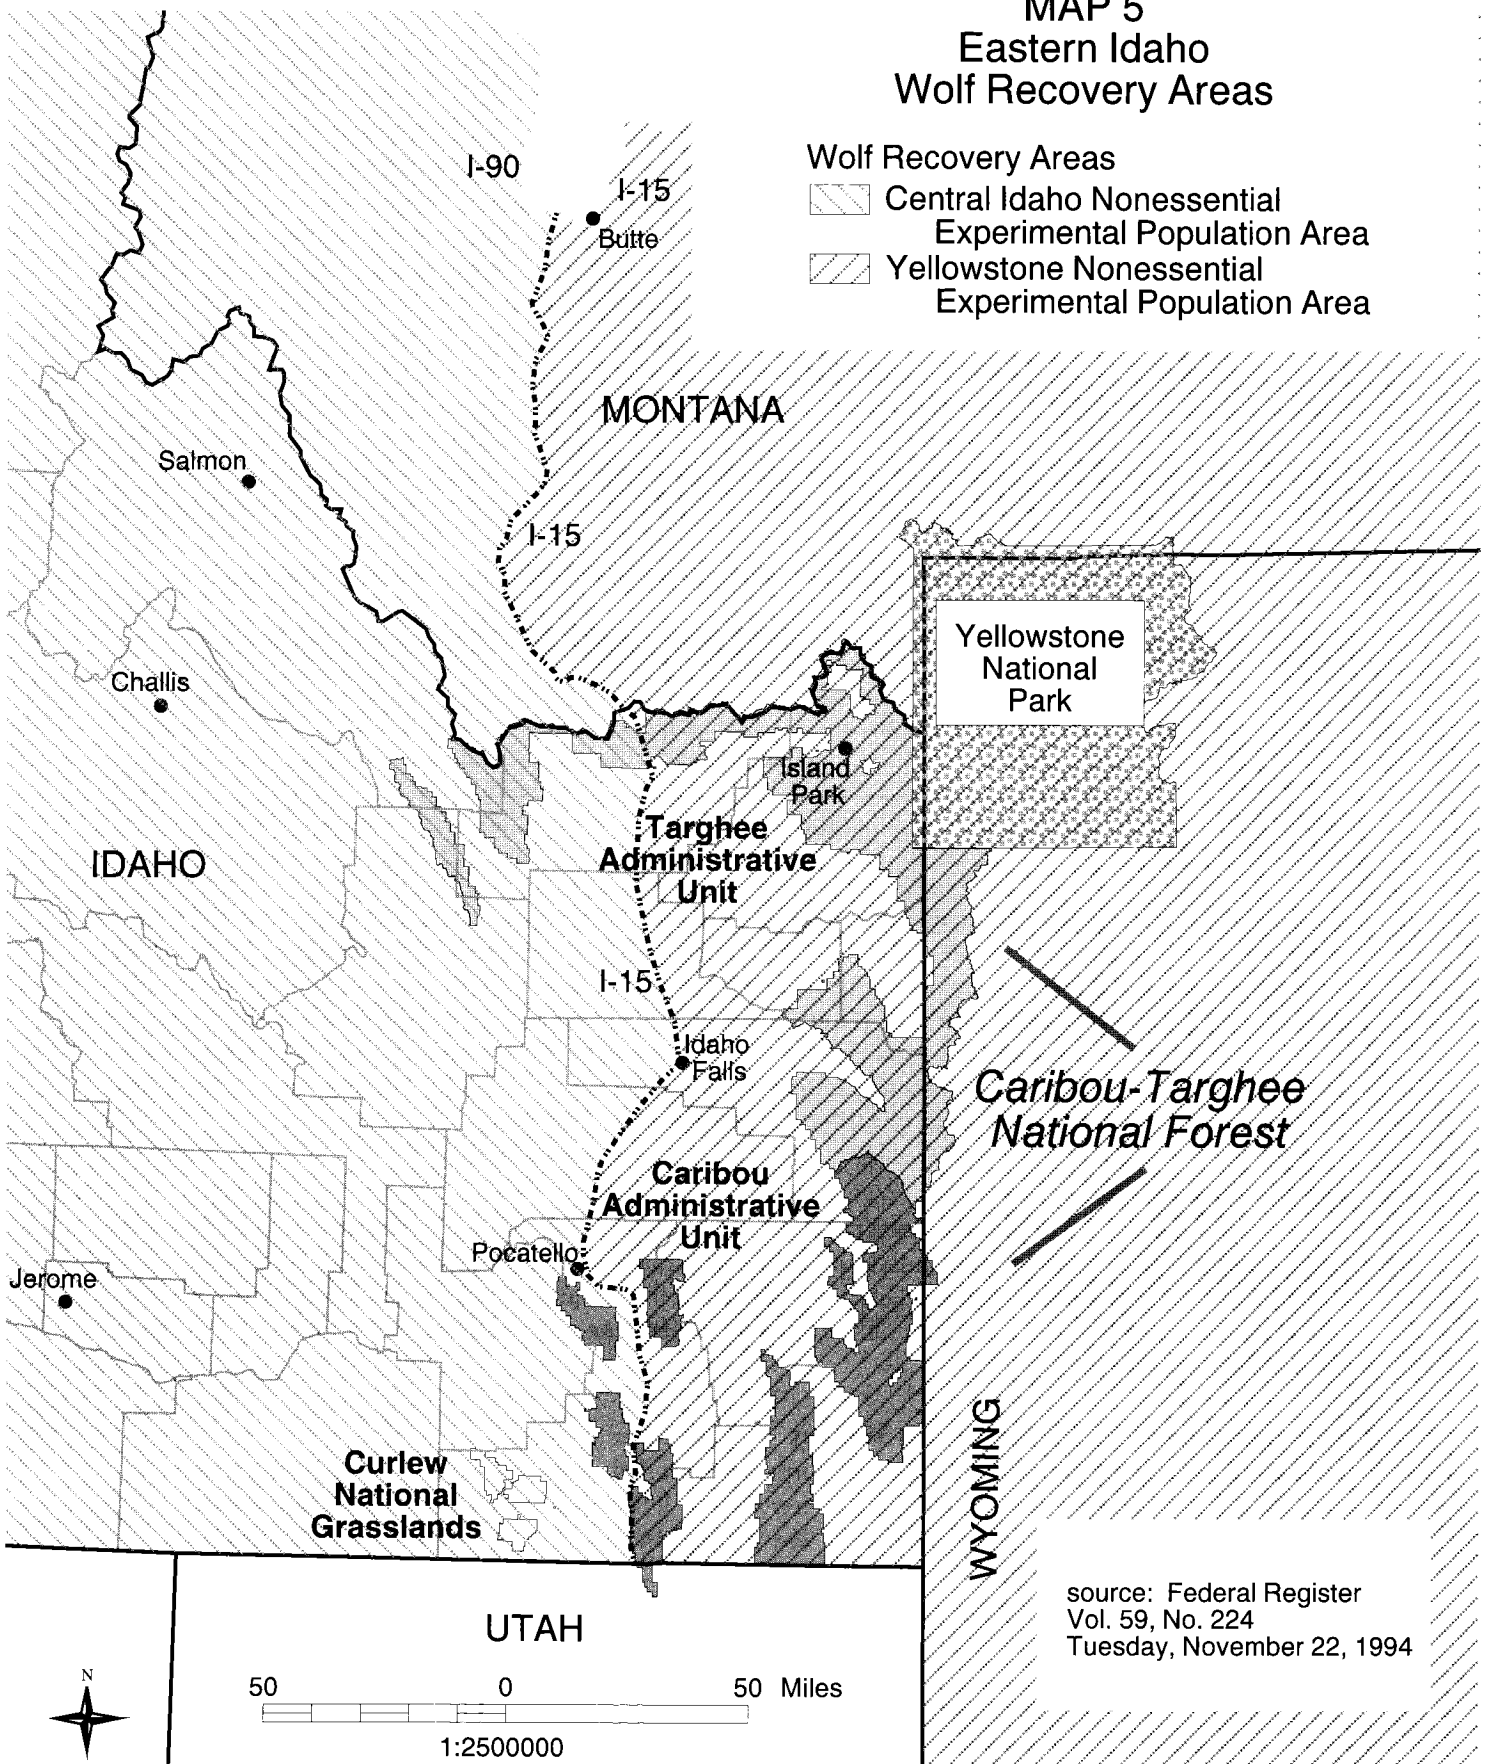 MAP 5
Eastern Idaho
Wolf Recovery Areas
Wolf Recovery Areas
Central Idaho Nonessential
Experimental Population Area
Yellowstone Nonessential
Experimental Population Area
I-90
I-15
Butte
MONTANA
Salmon
I-15
Yellowstone
National
Park
Challis
Island
Park
Targhee
Administrative
Unit
IDAHO
I-15
Idaho
Falls
Caribou-Targhee
National Forest
Caribou
Administrative
Unit
Pocatello
Jerome
Curlew
National
Grasslands
WYOMING
source: Federal Register
Vol. 59, No. 224
Tuesday, November 22, 1994
UTAH
N
50 0 50 Miles
1:2500000